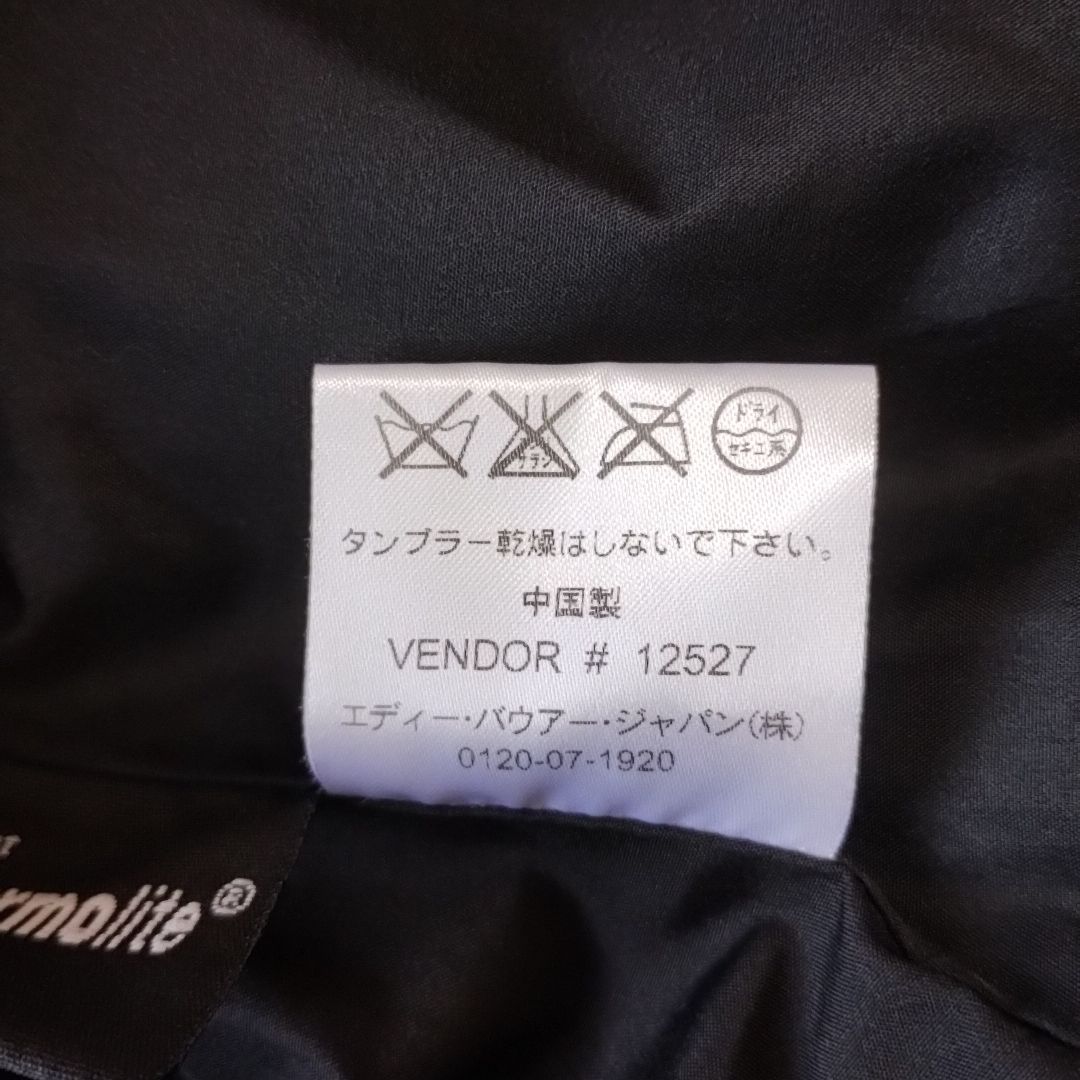 ドライ
セキユ系
タンブラー乾燥はしないで下さい。
中国製
VENDOR # 12527
エディー・バウアー・ジャパン(株)
0120-07-1920
rmolite®